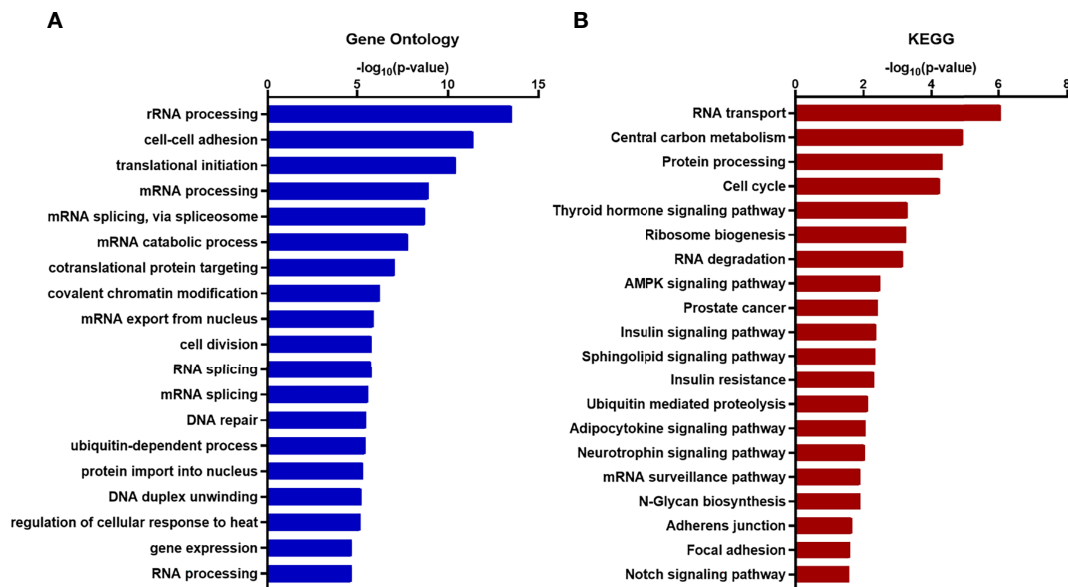 A
Gene Ontology
-log10(p-value)
0 5 10 15
rRNA processing
cell-cell adhesion
translational initiation
mRNA processing
mRNA splicing, via spliceosome
mRNA catabolic process
cotranslational protein targeting
covalent chromatin modification
mRNA export from nucleus
cell division
RNA splicing
mRNA splicing
DNA repair
ubiquitin-dependent process
protein import into nucleus
DNA duplex unwinding
regulation of cellular response to heat
gene expression
RNA processing
B
KEGG
-log10(p-value)
0 2 4 6 8
RNA transport
Central carbon metabolism
Protein processing
Cell cycle
Thyroid hormone signaling pathway
Ribosome biogenesis
RNA degradation
AMPK signaling pathway
Prostate cancer
Insulin signaling pathway
Sphingolipid signaling pathway
Insulin resistance
Ubiquitin mediated proteolysis
Adipocytokine signaling pathway
Neurotrophin signaling pathway
mRNA surveillance pathway
N-Glycan biosynthesis
Adherens junction
Focal adhesion
Notch signaling pathway